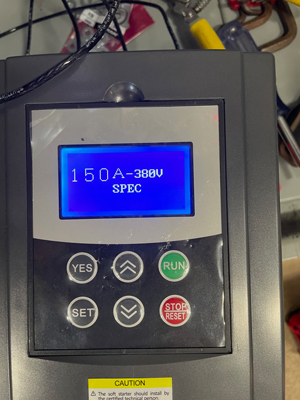 150A-380V
SPEC
YES
RUN
SET
STOP
RESET
CAUTION
⚠ The soft starter should install by
the certified technical person.